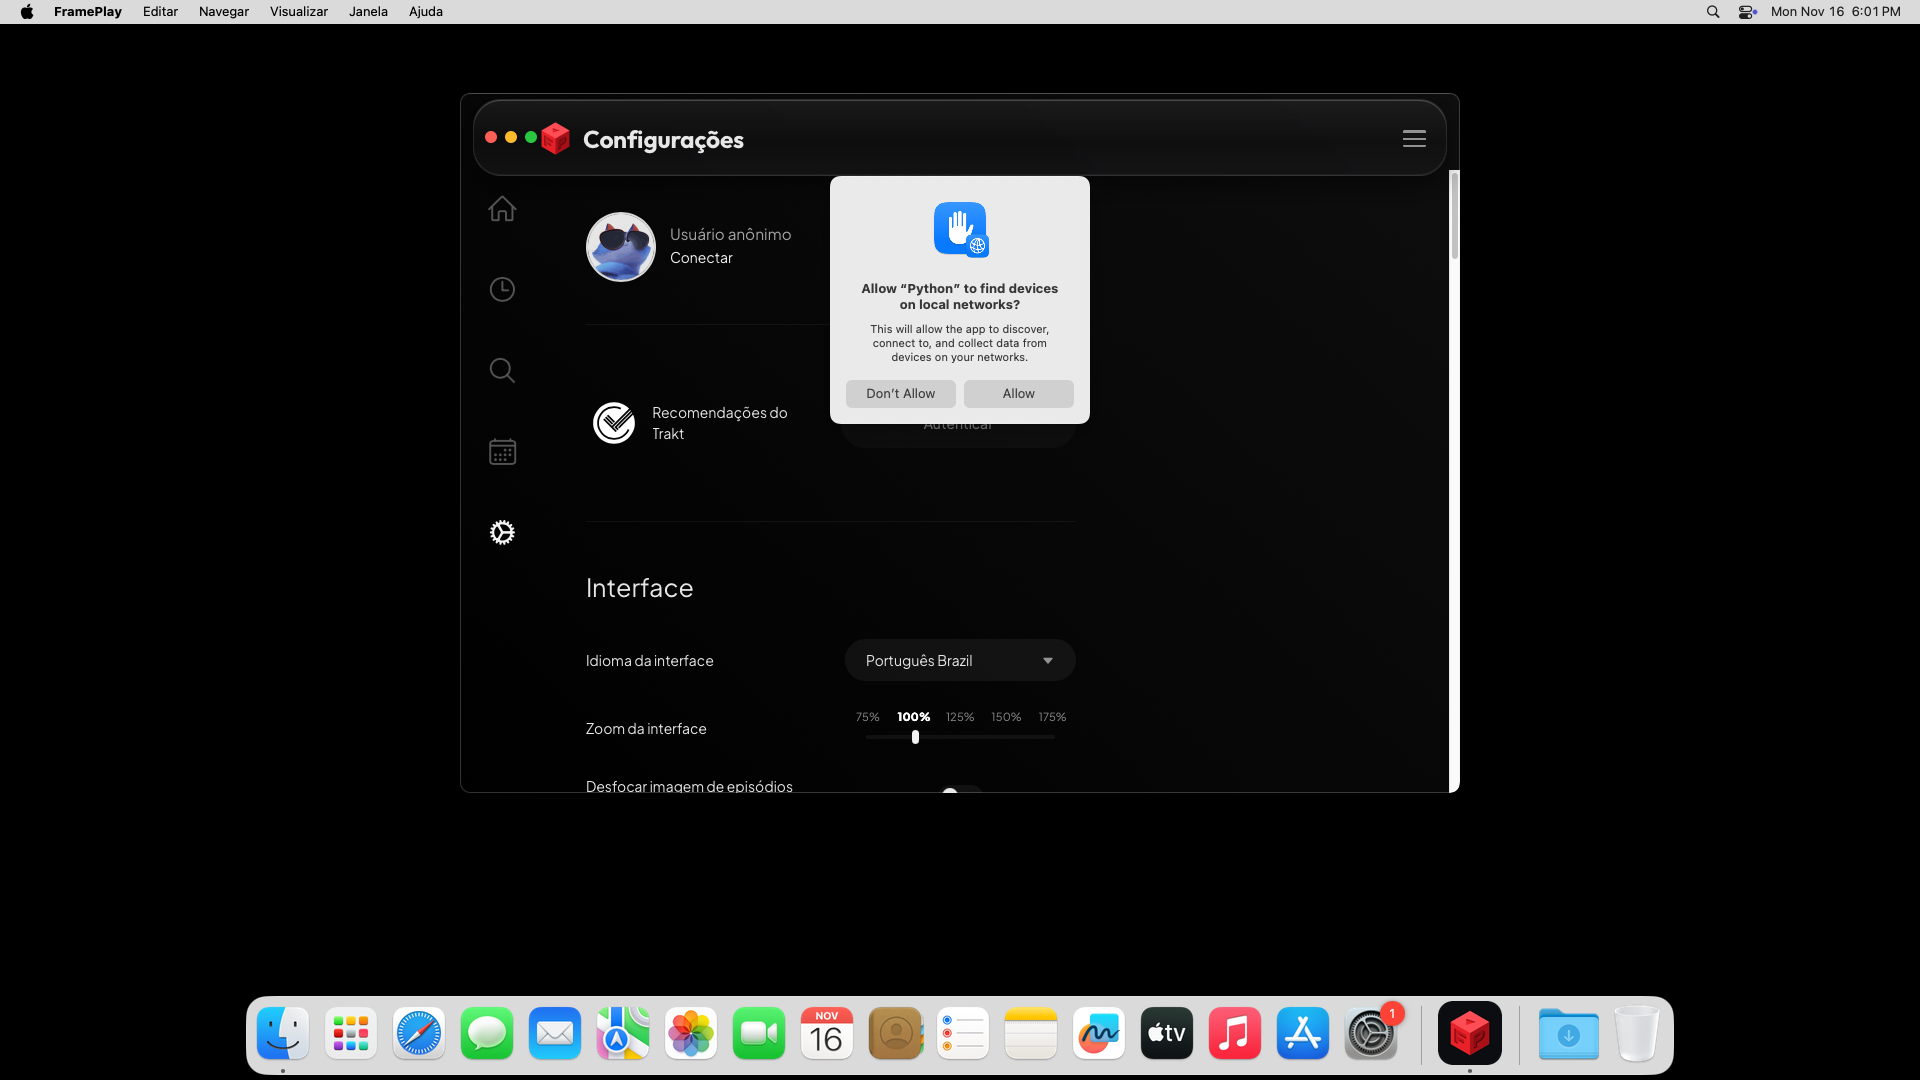 FramePlay Editar Navegar Visualizar Janela Ajuda Mon Nov 16 6:01 PM
Configurações
Usuário anônimo
Conectar
Allow “Python” to find devices
on local networks?
This will allow the app to discover,
connect to, and collect data from
devices on your networks.
Don’t Allow Allow
Recomendações do
Trakt
Autenticar
Interface
Idioma da interface Português Brazil
75% 100% 125% 150% 175%
Zoom da interface
Desfocar imagem de episódios
NOV
16
tv
1